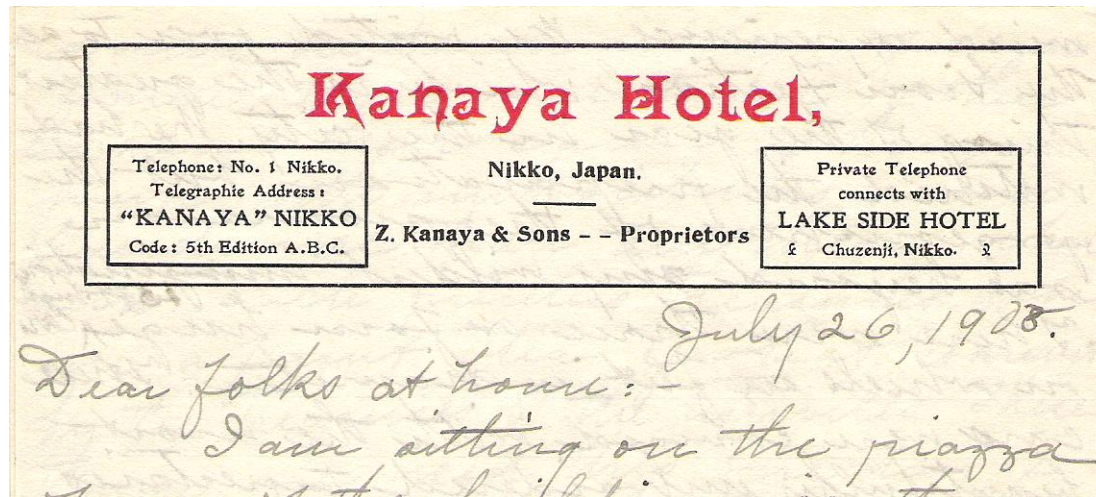 Kanaya Hotel,
Telephone: No. 1 Nikko.
Telegraphie Address:
"KANAYA" NIKKO
Code: 5th Edition A.B.C.
Nikko, Japan.
Z. Kanaya & Sons - - Proprietors
Private Telephone
connects with
LAKE SIDE HOTEL
Chuzenji, Nikko.
July 26, 1908.
Dear folks at home:-
I am sitting on the piazza